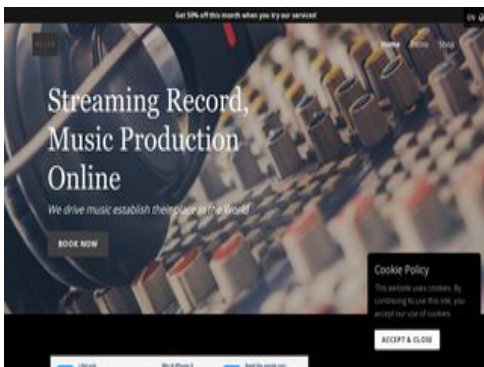 Get 50% off this month when you try our services!
EN
Home
Shop
Streaming Record,
Music Production
Online
We drive music establish their place in the World
BOOK NOW
Cookie Policy
This website uses cookies. By
continuing to use this site, you
accept our use of cookies.
ACCEPT & CLOSE